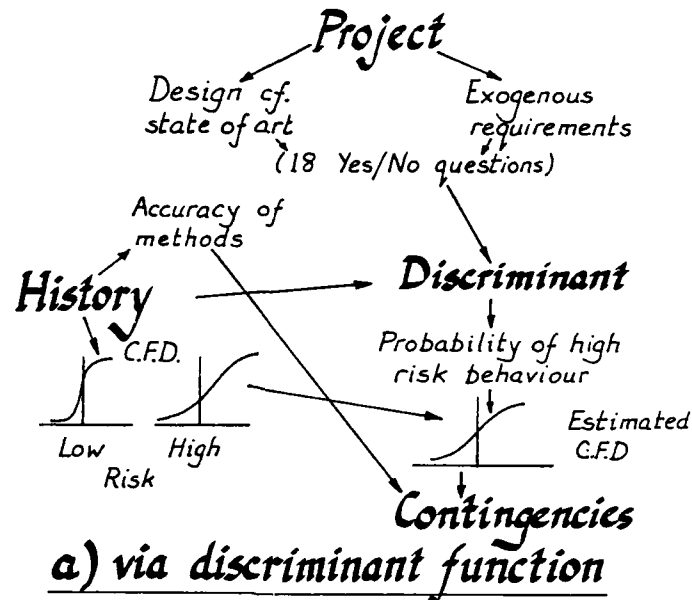 Project
Design cf.
state of art
Exogenous
requirements
(18 Yes/No questions)
Accuracy of
methods
History
Discriminant
C.F.D.
Probability of high
risk behaviour
Low
High
Risk
Estimated
C.F.D
Contingencies
a) via discriminant function